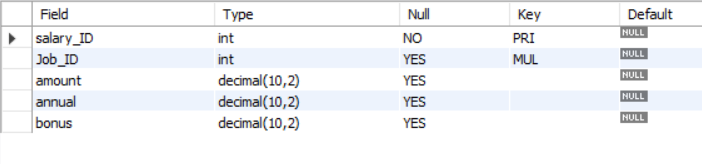 Field Type Null Key Default
salary_ID int NO PRI NULL
Job_ID int YES MUL NULL
amount decimal(10,2) YES NULL
annual decimal(10,2) YES NULL
bonus decimal(10,2) YES NULL